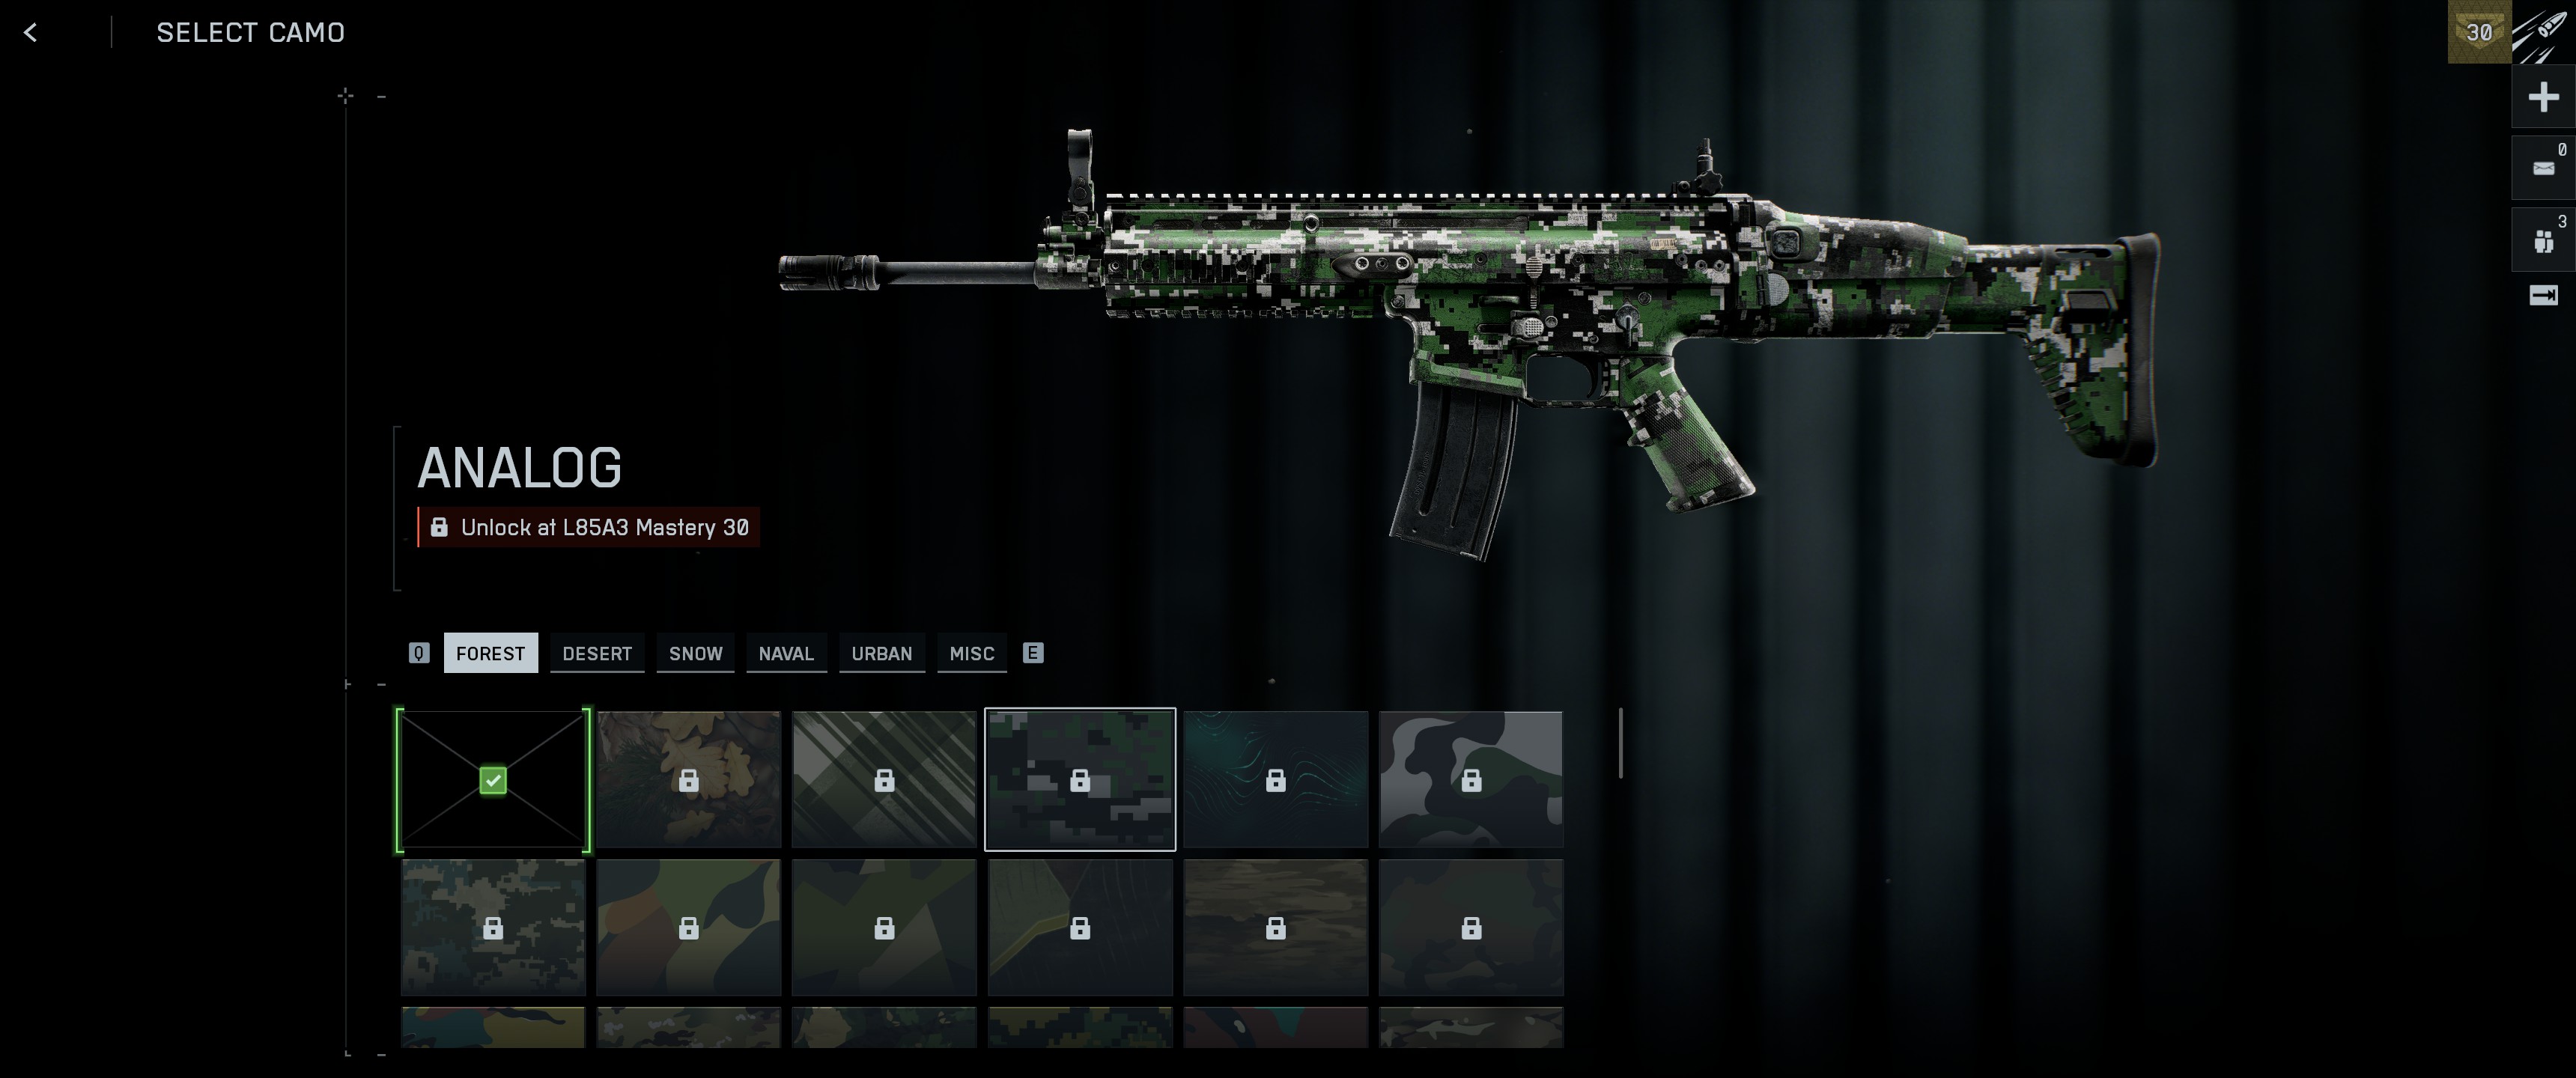 SELECT CAMO
30
0
3
ANALOG
Unlock at L85A3 Mastery 30
Q FOREST DESERT SNOW NAVAL URBAN MISC E